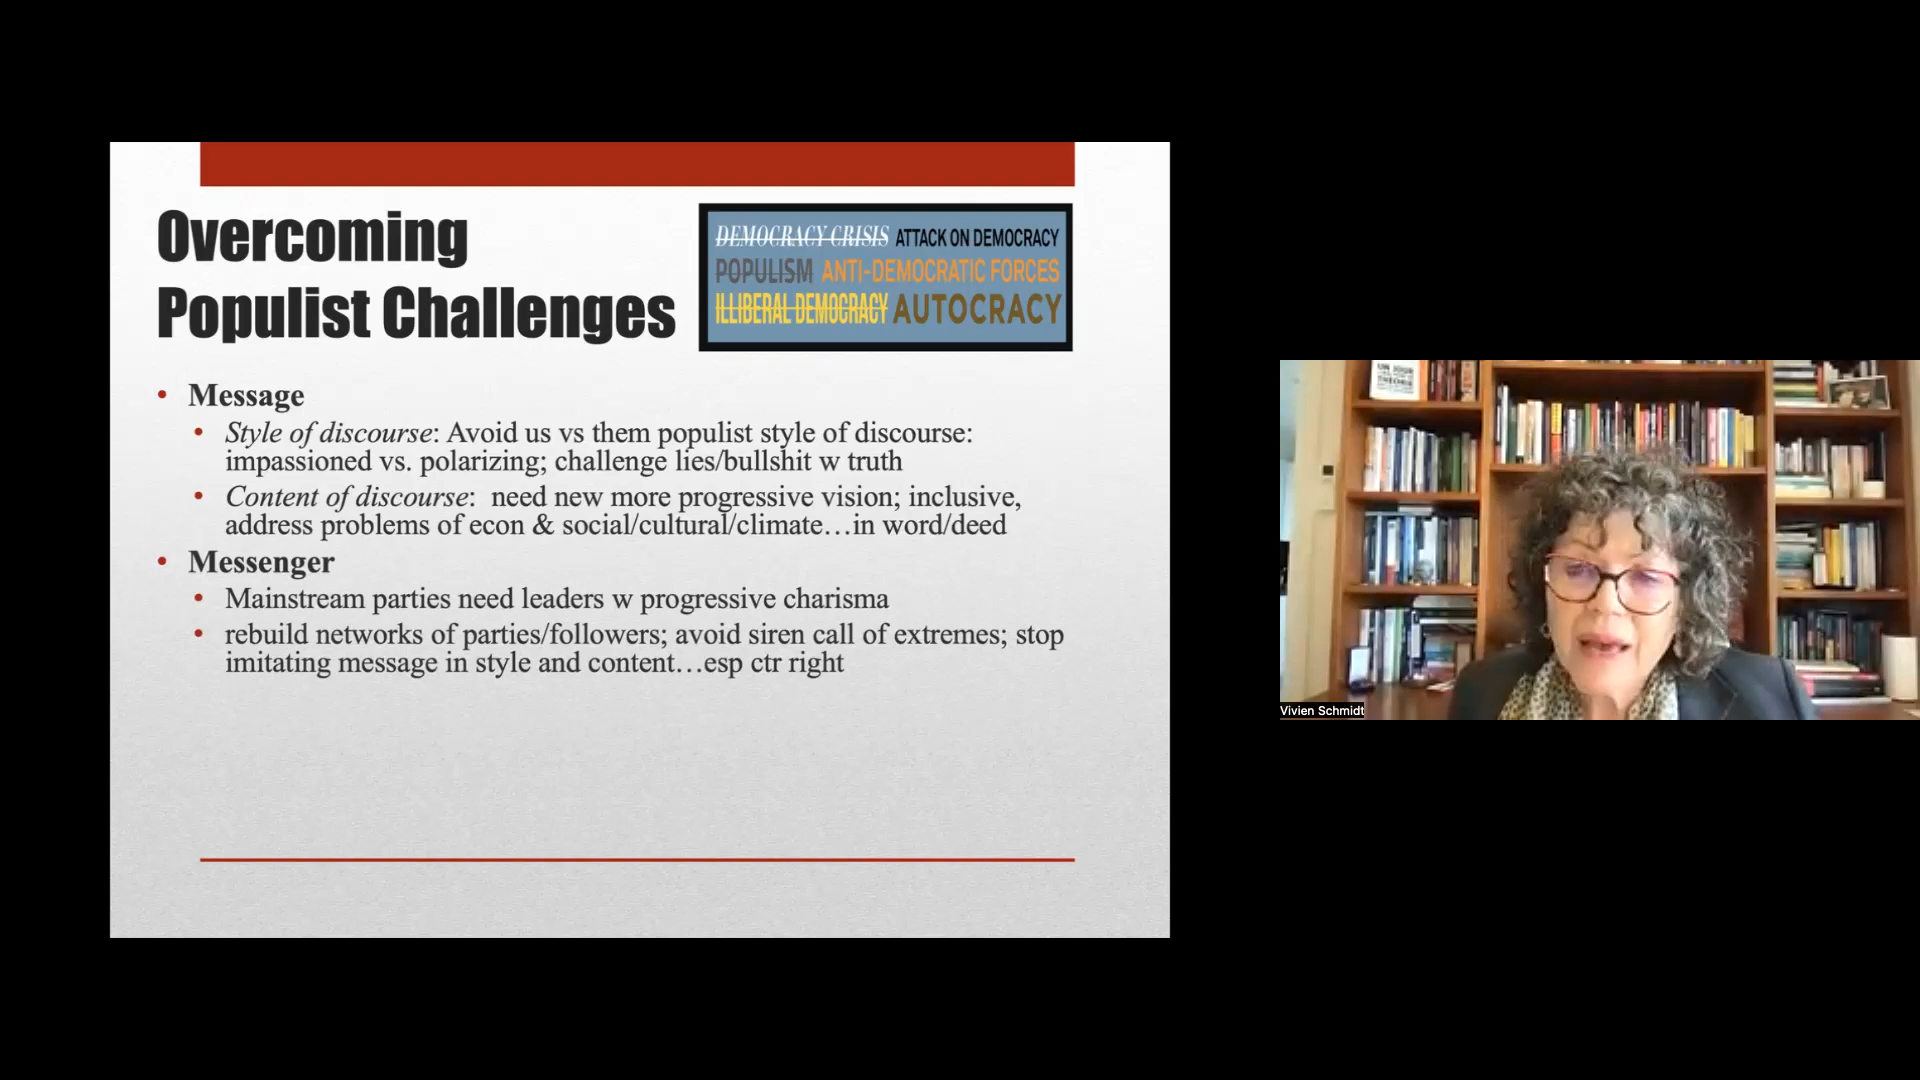 Overcoming
Populist Challenges
DEMOCRACY CRISIS ATTACK ON DEMOCRACY
POPULISM ANTI-DEMOCRATIC FORCES
ILLIBERAL DEMOCRACY AUTOCRACY
• Message
• Style of discourse: Avoid us vs them populist style of discourse:
impassioned vs. polarizing; challenge lies/bullshit w truth
• Content of discourse:  need new more progressive vision; inclusive,
address problems of econ & social/cultural/climate…in word/deed
• Messenger
• Mainstream parties need leaders w progressive charisma
• rebuild networks of parties/followers; avoid siren call of extremes; stop
imitating message in style and content…esp ctr right
UN JOUR
THÉORIE
Vivien Schmidt